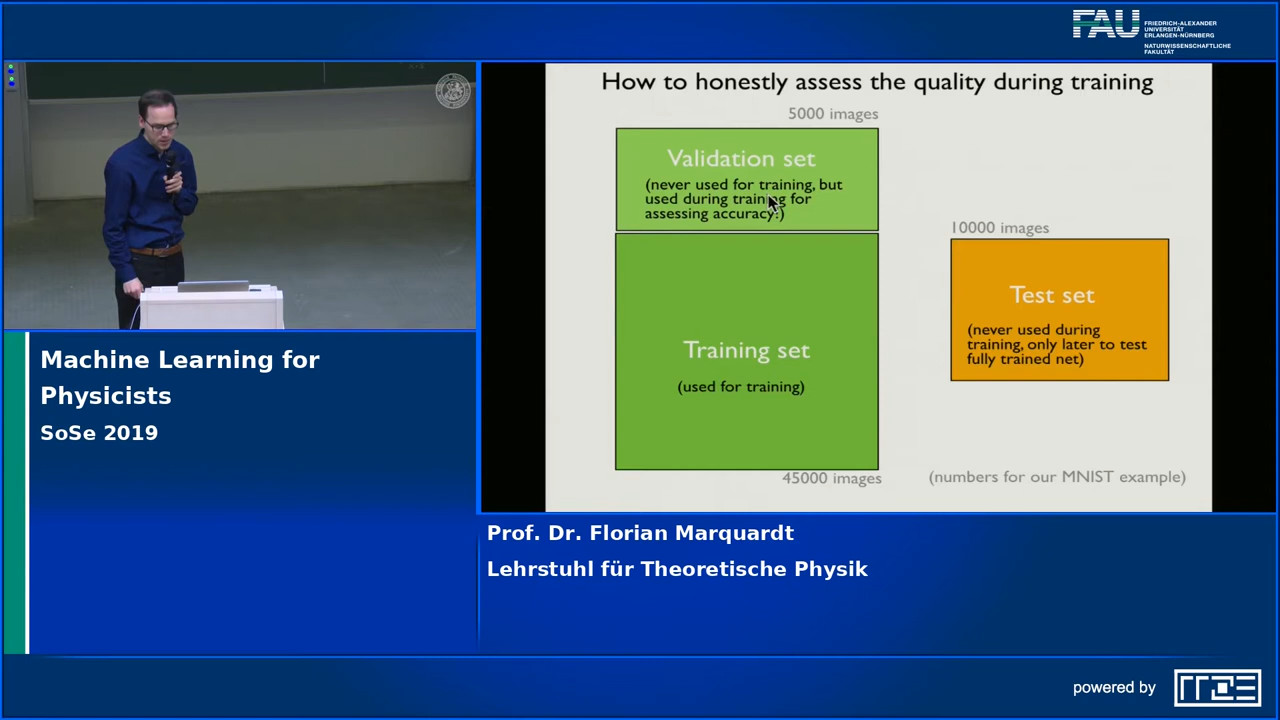 FAU
FRIEDRICH-ALEXANDER
UNIVERSITÄT
ERLANGEN-NÜRNBERG
NATURWISSENSCHAFTLICHE
FAKULTÄT
How to honestly assess the quality during training
5000 images
Validation set
(never used for training, but
used during training for
assessing accuracy!)
10000 images
Test set
(never used during
training, only later to test
fully trained net)
Training set
(used for training)
45000 images
(numbers for our MNIST example)
Machine Learning for
Physicists
SoSe 2019
Prof. Dr. Florian Marquardt
Lehrstuhl für Theoretische Physik
powered by
RRZE